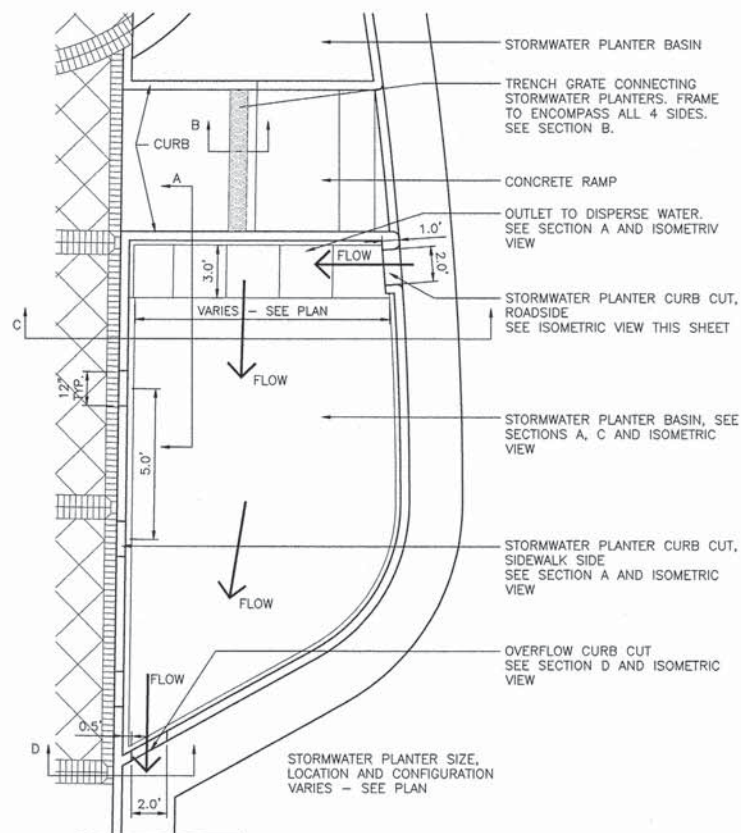 STORMWATER PLANTER BASIN
TRENCH GRATE CONNECTING
STORMWATER PLANTERS. FRAME
TO ENCOMPASS ALL 4 SIDES.
SEE SECTION B.
B
CURB
A
CONCRETE RAMP
OUTLET TO DISPERSE WATER.
SEE SECTION A AND ISOMETRIV
VIEW
1.0'
FLOW
2.0'
3.0'
STORMWATER PLANTER CURB CUT,
ROADSIDE
SEE ISOMETRIC VIEW THIS SHEET
VARIES – SEE PLAN
C
FLOW
12"
TYP.
STORMWATER PLANTER BASIN, SEE
SECTIONS A, C AND ISOMETRIC
VIEW
5.0'
STORMWATER PLANTER CURB CUT,
SIDEWALK SIDE
SEE SECTION A AND ISOMETRIC
VIEW
FLOW
OVERFLOW CURB CUT
SEE SECTION D AND ISOMETRIC
VIEW
FLOW
0.5'
D
STORMWATER PLANTER SIZE,
LOCATION AND CONFIGURATION
VARIES – SEE PLAN
2.0'